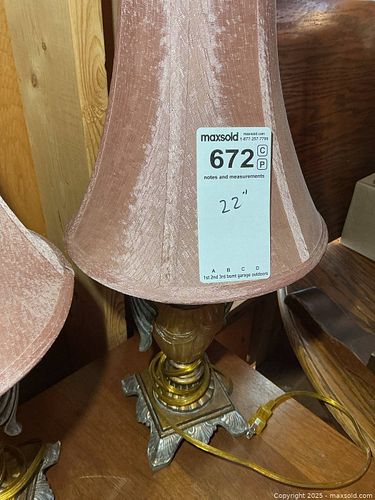 maxsold maxsold.com
1-877-257-7799
672 C
P
notes and measurements
22"
A B C D
1st 2nd 3rd bsmt garage outdoors
Copyright © 2025 - maxsold.com